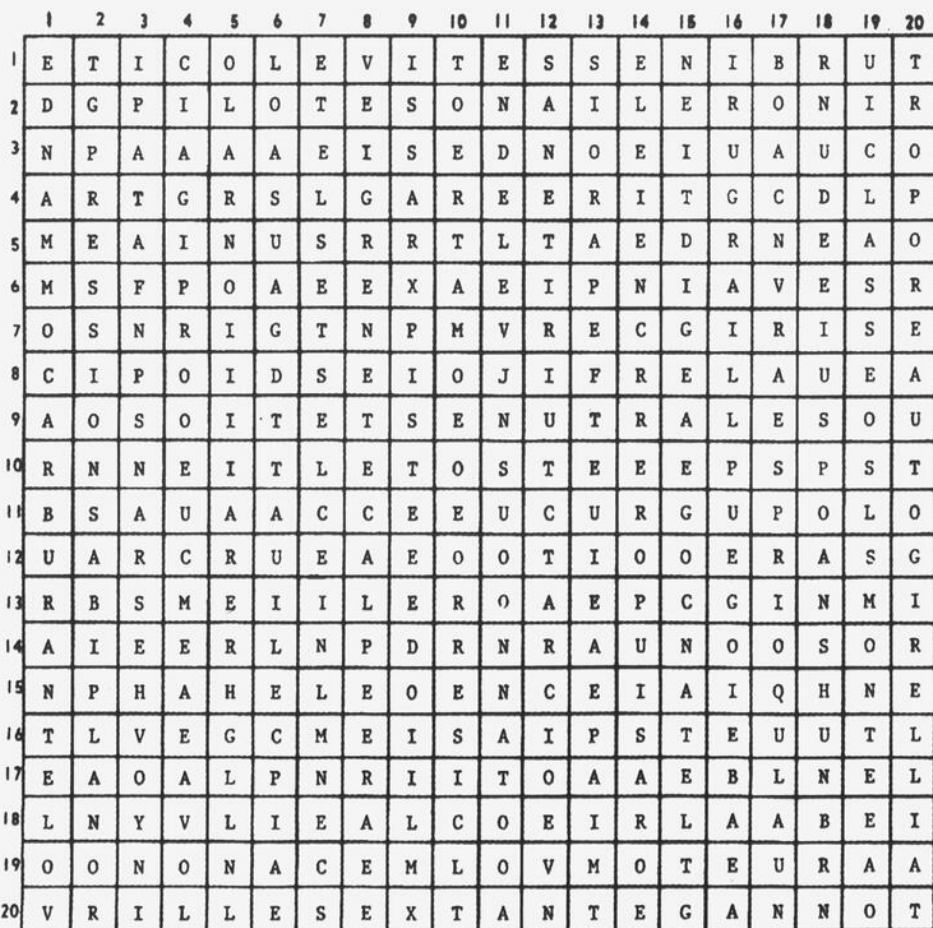 1 2 3 4 5 6 7 8 9 10 11 12 13 14 15 16 17 18 19 20
1 E T I C O L E V I T E S S E N I B R U T
2 D G P I L O T E S O N A I L E R O N I R
3 N P A A A A E I S E D N O E I U A U C O
4 A R T G R S L G A R E E R I T G C D L P
5 M E A I N U S R R T L T A E D R N E A O
6 M S F P O A E E X A E I P N I A V E S R
7 O S N R I G T N P M V R E C G I R I S E
8 C I P O I D S E I O J I F R E L A U E A
9 A O S O I T E T S E N U T R A L E S O U
10 R N N E I T L E T O S T E E E P S P S T
11 B S A U A A C C E E U C U R G U P O L O
12 U A R C R U E A E O O T I O O E R A S G
13 R B S M E I I L E R O A E P C G I N M I
14 A I E E R L N P D R N R A U N O O S O R
15 N P H A H E L E O E N C E I A I Q H N E
16 T L V E G C M E I S A I P S T E U U T L
17 E A O A L P N R I I T O A A E B L N E L
18 L N Y V L I E A L C O E I R L A A B E I
19 O O N O N A C E M L O V M O T E U R A A
20 V R I L L E S E X T A N T E G A N N O T